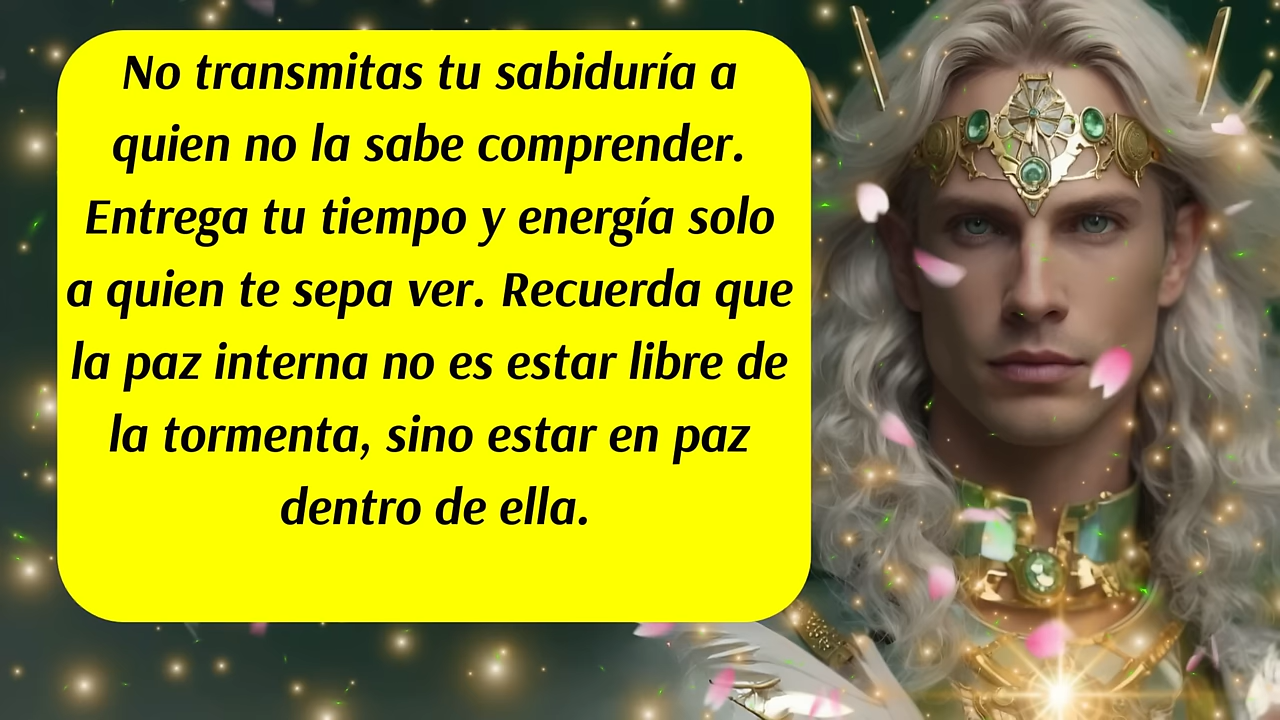 No transmitas tu sabiduría a
quien no la sabe comprender.
Entrega tu tiempo y energía solo
a quien te sepa ver. Recuerda que
la paz interna no es estar libre de
la tormenta, sino estar en paz
dentro de ella.